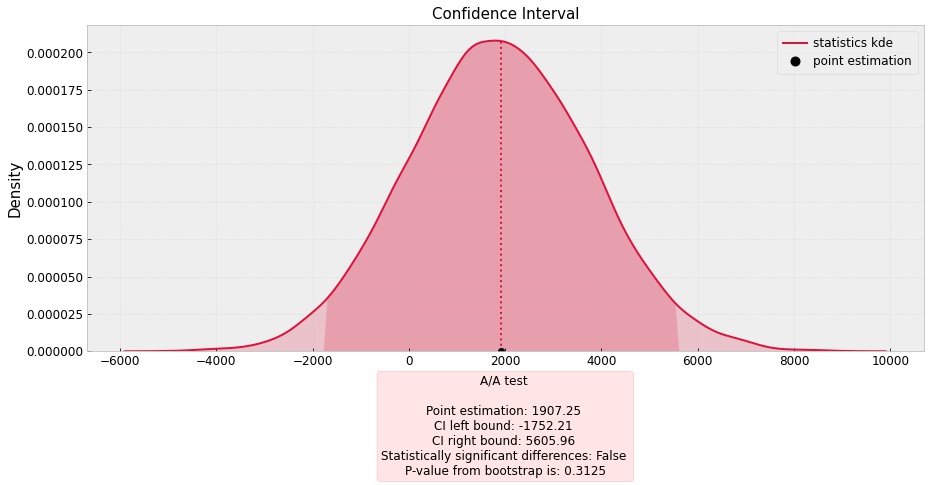 Confidence Interval
statistics kde
point estimation
Density
0.000200
0.000175
0.000150
0.000125
0.000100
0.000075
0.000050
0.000025
0.000000
−6000 −4000 −2000 0 2000 4000 6000 8000 10000
A/A test
Point estimation: 1907.25
CI left bound: -1752.21
CI right bound: 5605.96
Statistically significant differences: False
P-value from bootstrap is: 0.3125